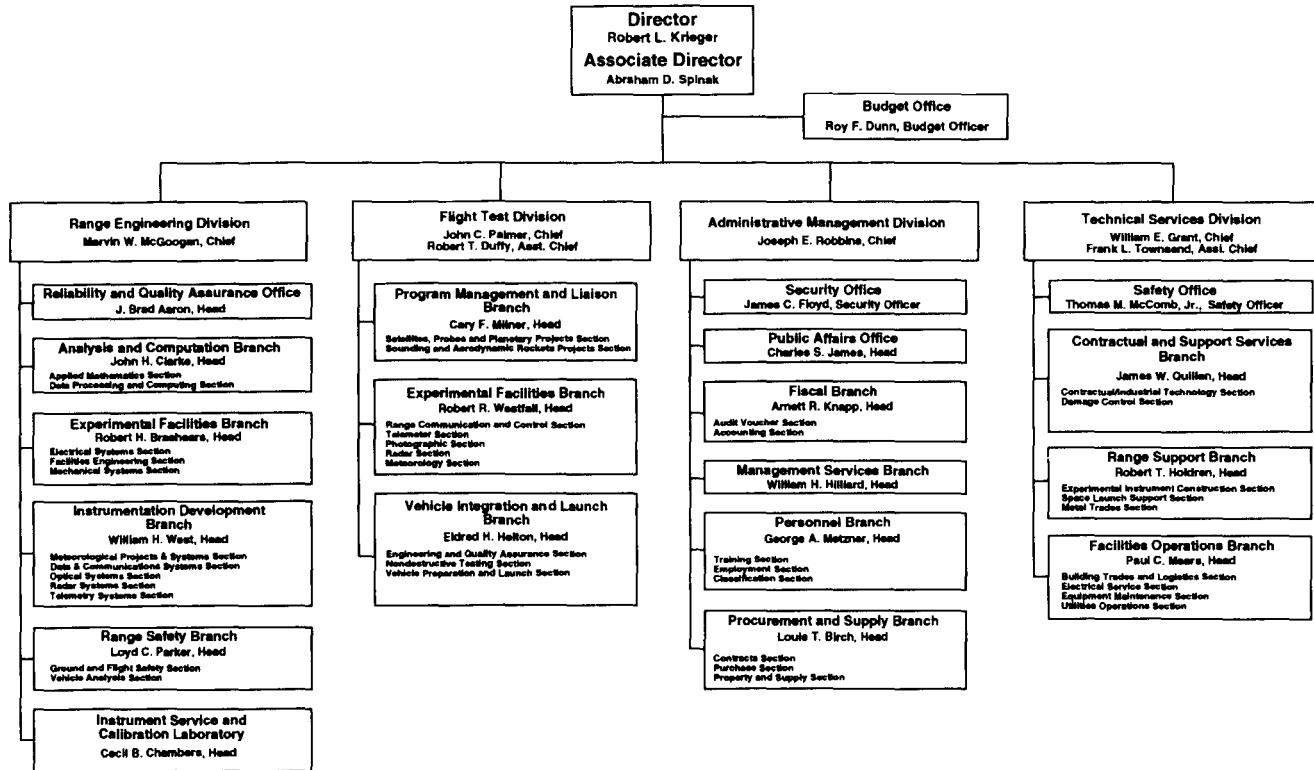 Director
Robert L. Krieger
Associate Director
Abraham D. Spinak
Budget Office
Roy F. Dunn, Budget Officer
Range Engineering Division
Marvin W. McGoogan, Chief
Reliability and Quality Assurance Office
J. Brad Aaron, Head
Analysis and Computation Branch
John H. Clarke, Head
Applied Mathematics Section
Data Processing and Computing Section
Experimental Facilities Branch
Robert H. Brashears, Head
Electrical Systems Section
Facilities Engineering Section
Mechanical Systems Section
Instrumentation Development
Branch
William H. West, Head
Meteorological Projects & Systems Section
Data & Communications Systems Section
Optical Systems Section
Radar Systems Section
Telemetry Systems Section
Range Safety Branch
Loyd C. Parker, Head
Ground and Flight Safety Section
Vehicle Analysis Section
Instrument Service and
Calibration Laboratory
Cecil B. Chambers, Head
Flight Test Division
John C. Palmer, Chief
Robert T. Duffy, Asst. Chief
Program Management and Liaison
Branch
Cary F. Milner, Head
Satellites, Probes and Planetary Projects Section
Sounding and Aerodynamic Rockets Projects Section
Experimental Facilities Branch
Robert R. Westfall, Head
Range Communication and Control Section
Telemeter Section
Photographic Section
Radar Section
Meteorology Section
Vehicle Integration and Launch
Branch
Eldred H. Helton, Head
Engineering and Quality Assurance Section
Nondestructive Testing Section
Vehicle Preparation and Launch Section
Administrative Management Division
Joseph E. Robbins, Chief
Security Office
James C. Floyd, Security Officer
Public Affairs Office
Charles S. James, Head
Fiscal Branch
Arnett R. Knapp, Head
Audit Voucher Section
Accounting Section
Management Services Branch
William H. Hilliard, Head
Personnel Branch
George A. Metzner, Head
Training Section
Employment Section
Classification Section
Procurement and Supply Branch
Louie T. Birch, Head
Contracts Section
Purchase Section
Property and Supply Section
Technical Services Division
William E. Grant, Chief
Frank L. Townsend, Assi. Chief
Safety Office
Thomas M. McComb, Jr., Safety Officer
Contractual and Support Services
Branch
James W. Quillen, Head
Contractual/Industrial Technology Section
Damage Control Section
Range Support Branch
Robert T. Holdren, Head
Experimental Instrument Construction Section
Space Launch Support Section
Metal Trades Section
Facilities Operations Branch
Paul C. Mears, Head
Building Trades and Logistics Section
Electrical Service Section
Equipment Maintenance Section
Utilities Operations Section